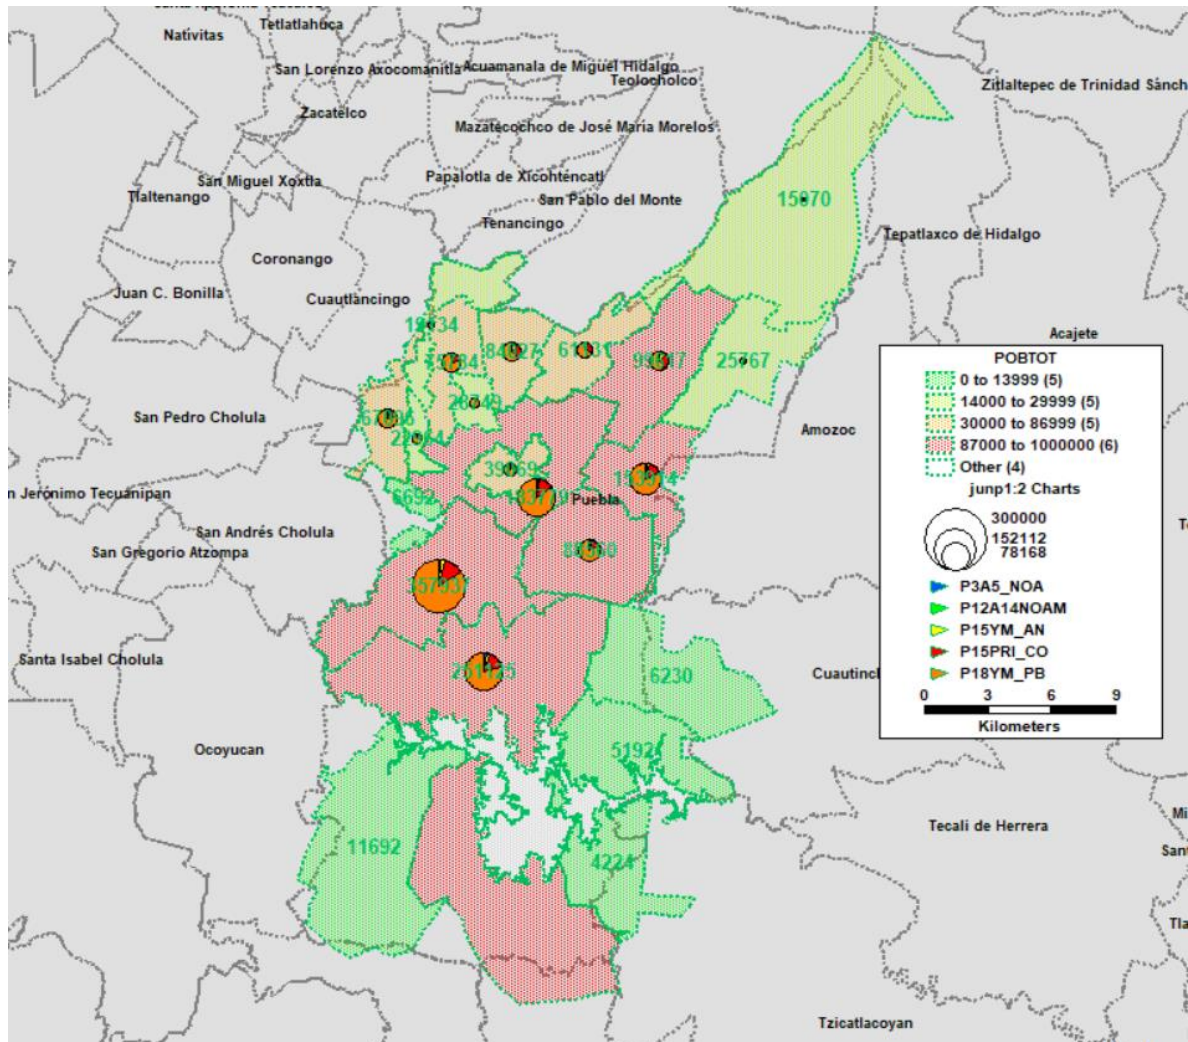 Tetlatlahuca
Nativitas
San Lorenzo Axocomanitla
Acuamanala de Miguel Hidalgo
Teolocholco
Zitlaltepec de Trinidad Sánch
Zacatelco
Mazatecochco de José María Morelos
San Miguel Xoxtla
Papalotla de Xicohténcatl
Tlaltenango
San Pablo del Monte
15070
Tenancingo
Tepatlaxco de Hidalgo
Coronango
Juan C. Bonilla
Cuautlancingo
Acajete
25767
San Pedro Cholula
Amozoc
n Jerónimo Tecuanipan
6692
Puebla
San Andrés Cholula
San Gregorio Atzompa
Santa Isabel Cholula
6230
Cuautinc
Ocoyucan
5192
11692
4224
Tecali de Herrera
Tzicatlacoyan
POBTOT
0 to 13999 (5)
14000 to 29999 (5)
30000 to 86999 (5)
87000 to 1000000 (6)
Other (4)
junp1:2 Charts
300000
152112
78168
P3A5_NOA
P12A14NOAM
P15YM_AN
P15PRI_CO
P18YM_PB
0 3 6 9
Kilometers